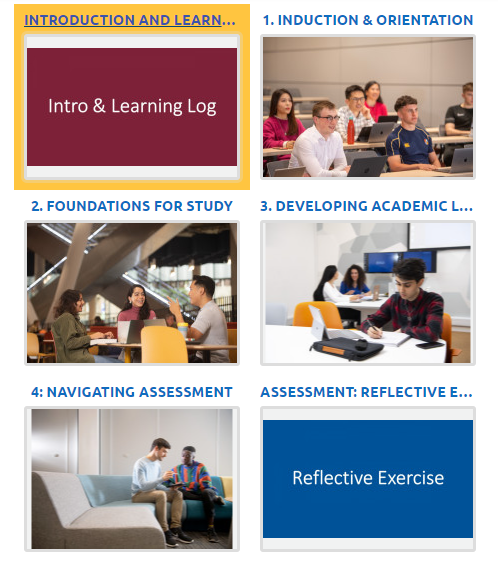 INTRODUCTION AND LEARN...
1. INDUCTION & ORIENTATION
Intro & Learning Log
2. FOUNDATIONS FOR STUDY
3. DEVELOPING ACADEMIC L...
4: NAVIGATING ASSESSMENT
ASSESSMENT: REFLECTIVE E...
Reflective Exercise